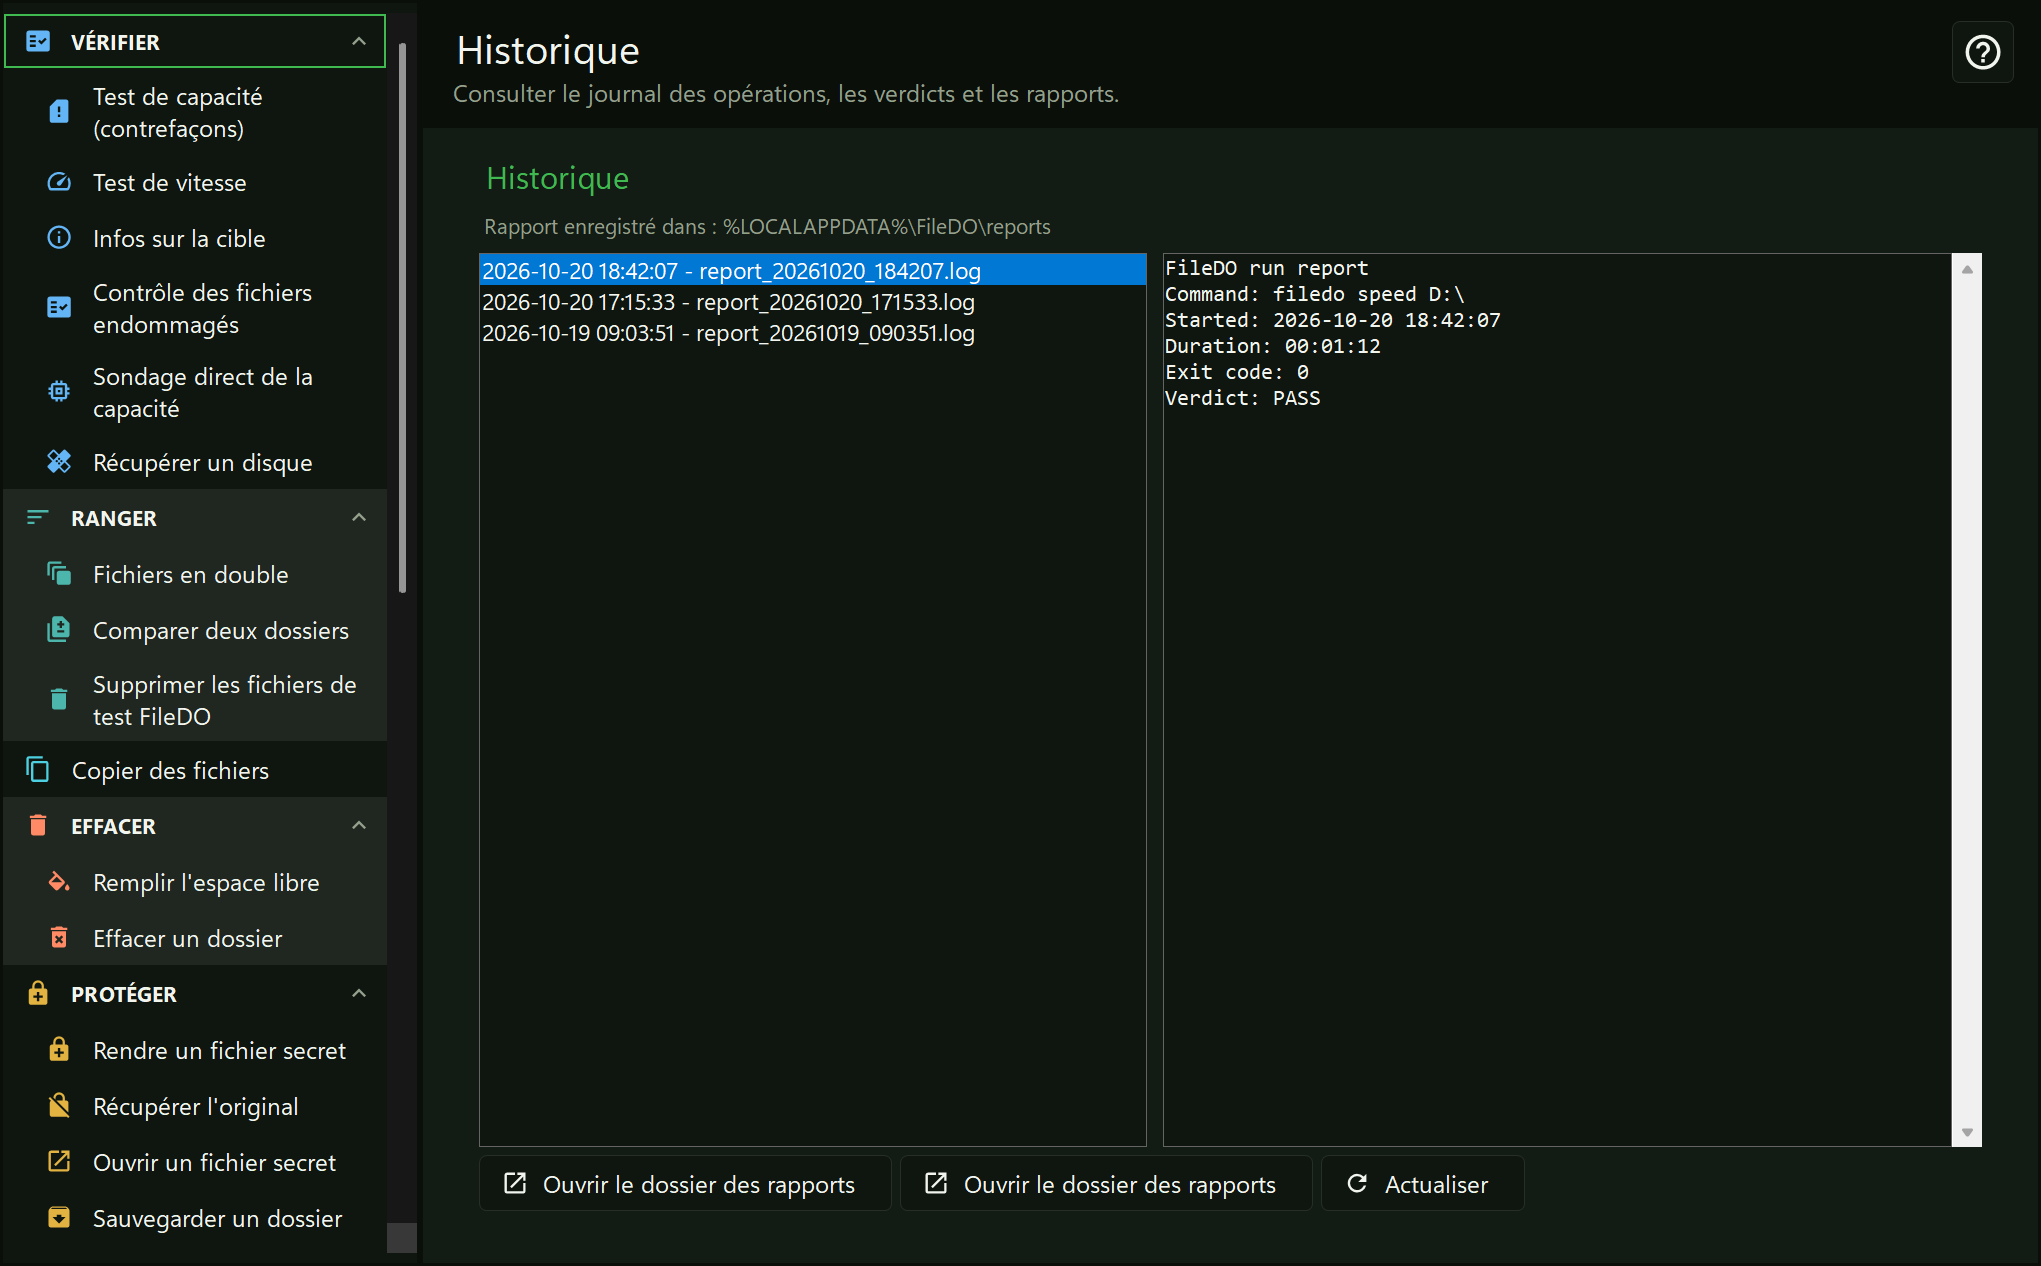 VÉRIFIER
Test de capacité
(contrefaçons)
Test de vitesse
Infos sur la cible
Contrôle des fichiers
endommagés
Sondage direct de la
capacité
Récupérer un disque
RANGER
Fichiers en double
Comparer deux dossiers
Supprimer les fichiers de
test FileDO
Copier des fichiers
EFFACER
Remplir l'espace libre
Effacer un dossier
PROTÉGER
Rendre un fichier secret
Récupérer l'original
Ouvrir un fichier secret
Sauvegarder un dossier
Historique
Consulter le journal des opérations, les verdicts et les rapports.
Historique
Rapport enregistré dans : %LOCALAPPDATA%\FileDO\reports
2026-10-20 18:42:07 - report_20261020_184207.log
2026-10-20 17:15:33 - report_20261020_171533.log
2026-10-19 09:03:51 - report_20261019_090351.log
FileDO run report
Command: filedo speed D:\
Started: 2026-10-20 18:42:07
Duration: 00:01:12
Exit code: 0
Verdict: PASS
Ouvrir le dossier des rapports
Ouvrir le dossier des rapports
Actualiser